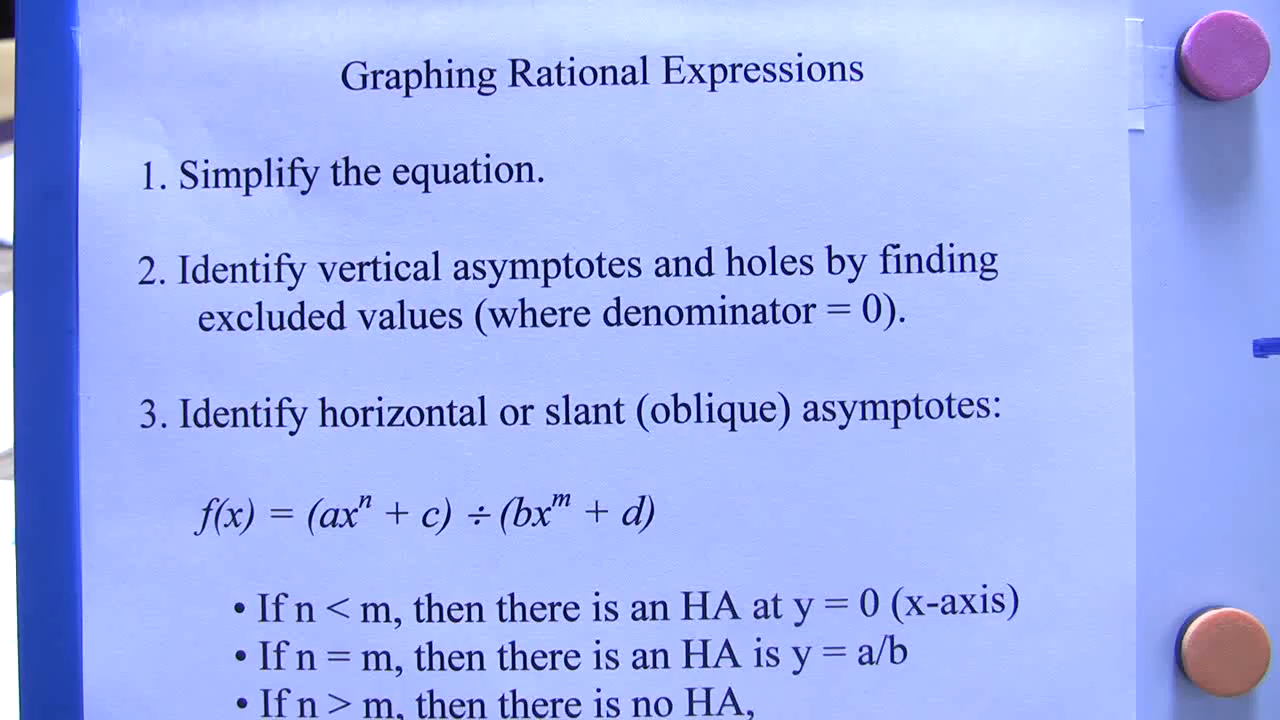 Graphing Rational Expressions
1. Simplify the equation.
2. Identify vertical asymptotes and holes by finding
excluded values (where denominator = 0).
3. Identify horizontal or slant (oblique) asymptotes:
f(x) = (axⁿ + c) ÷ (bxᵐ + d)
• If n < m, then there is an HA at y = 0 (x-axis)
• If n = m, then there is an HA is y = a/b
• If n > m, then there is no HA,